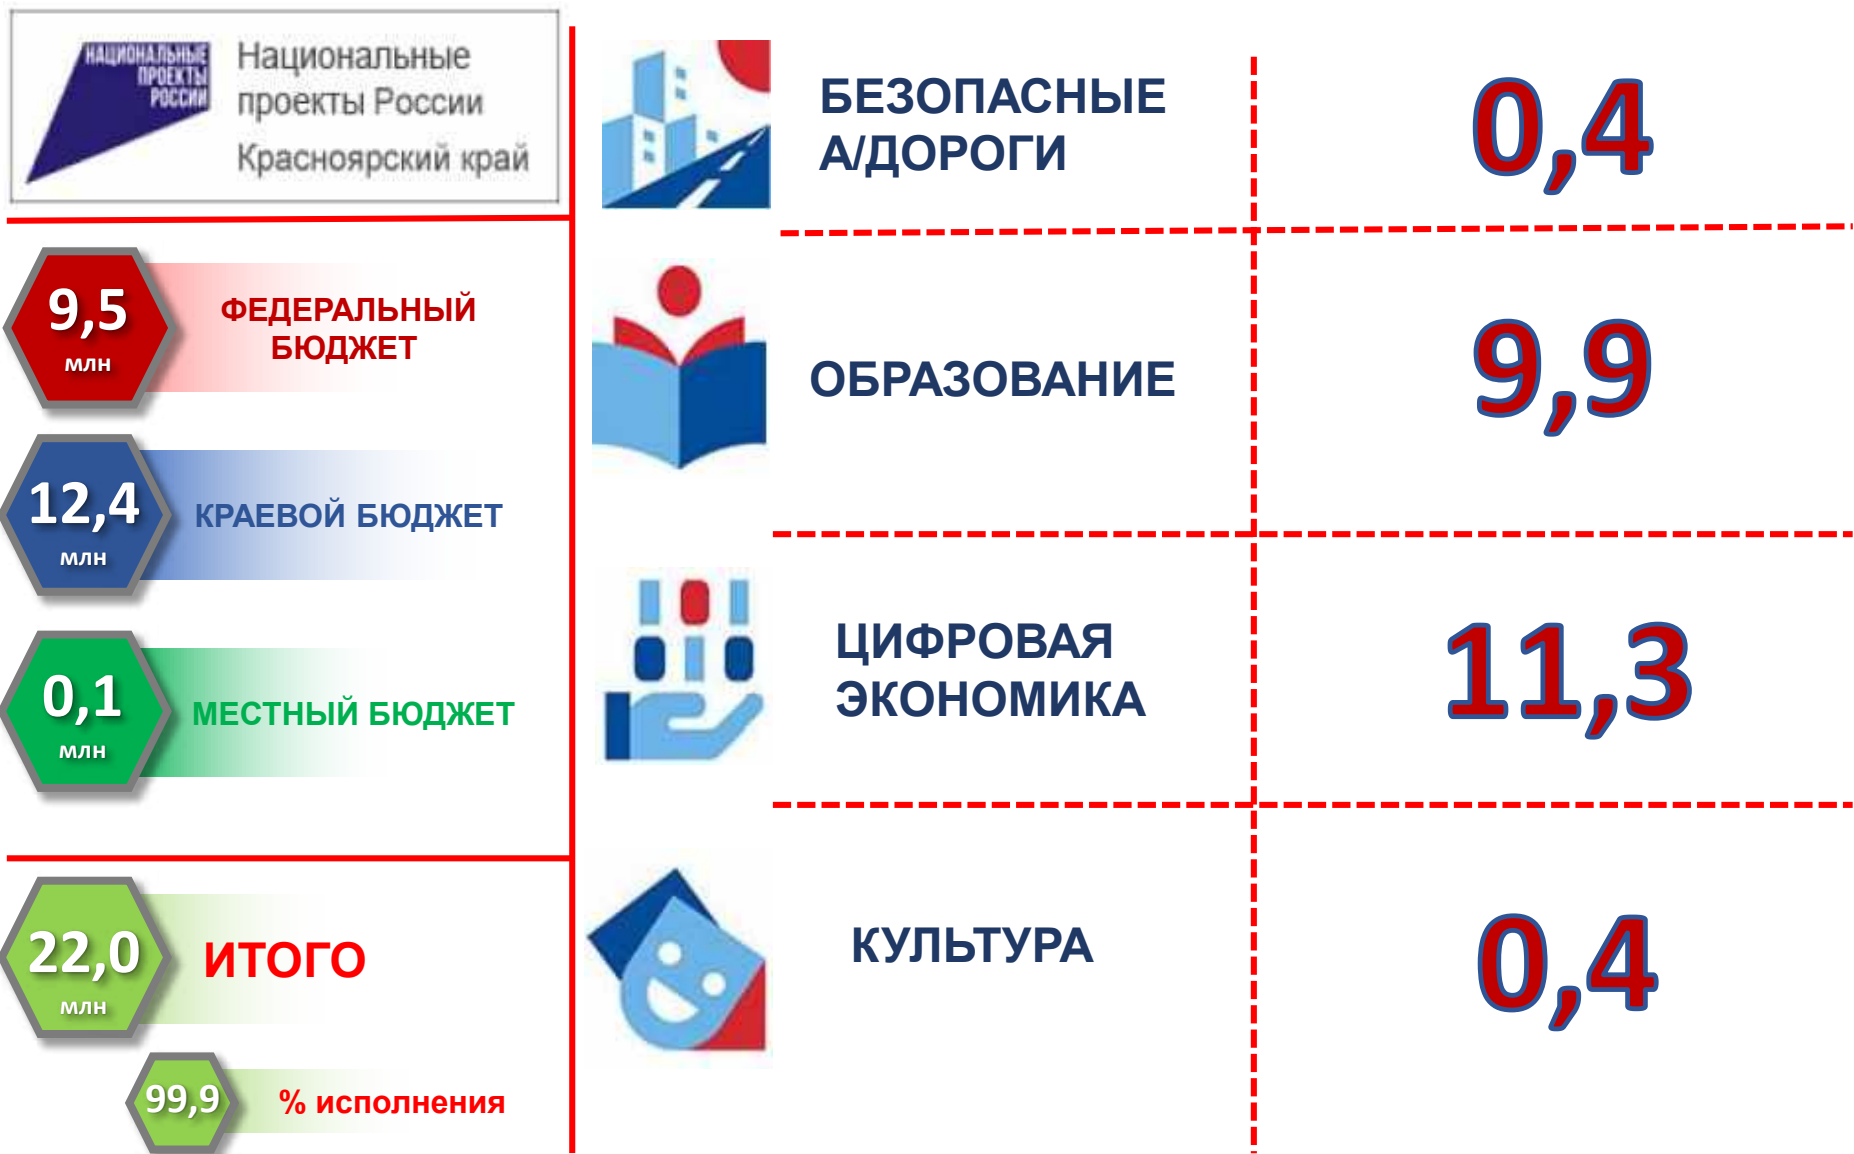 НАЦИОНАЛЬНЫЕ
ПРОЕКТЫ
РОССИИ
Национальные
проекты России
Красноярский край
9,5
млн
ФЕДЕРАЛЬНЫЙ
БЮДЖЕТ
12,4
млн
КРАЕВОЙ БЮДЖЕТ
0,1
млн
МЕСТНЫЙ БЮДЖЕТ
22,0
млн
ИТОГО
99,9
% исполнения
БЕЗОПАСНЫЕ
А/ДОРОГИ
0,4
ОБРАЗОВАНИЕ
9,9
ЦИФРОВАЯ
ЭКОНОМИКА
11,3
КУЛЬТУРА
0,4